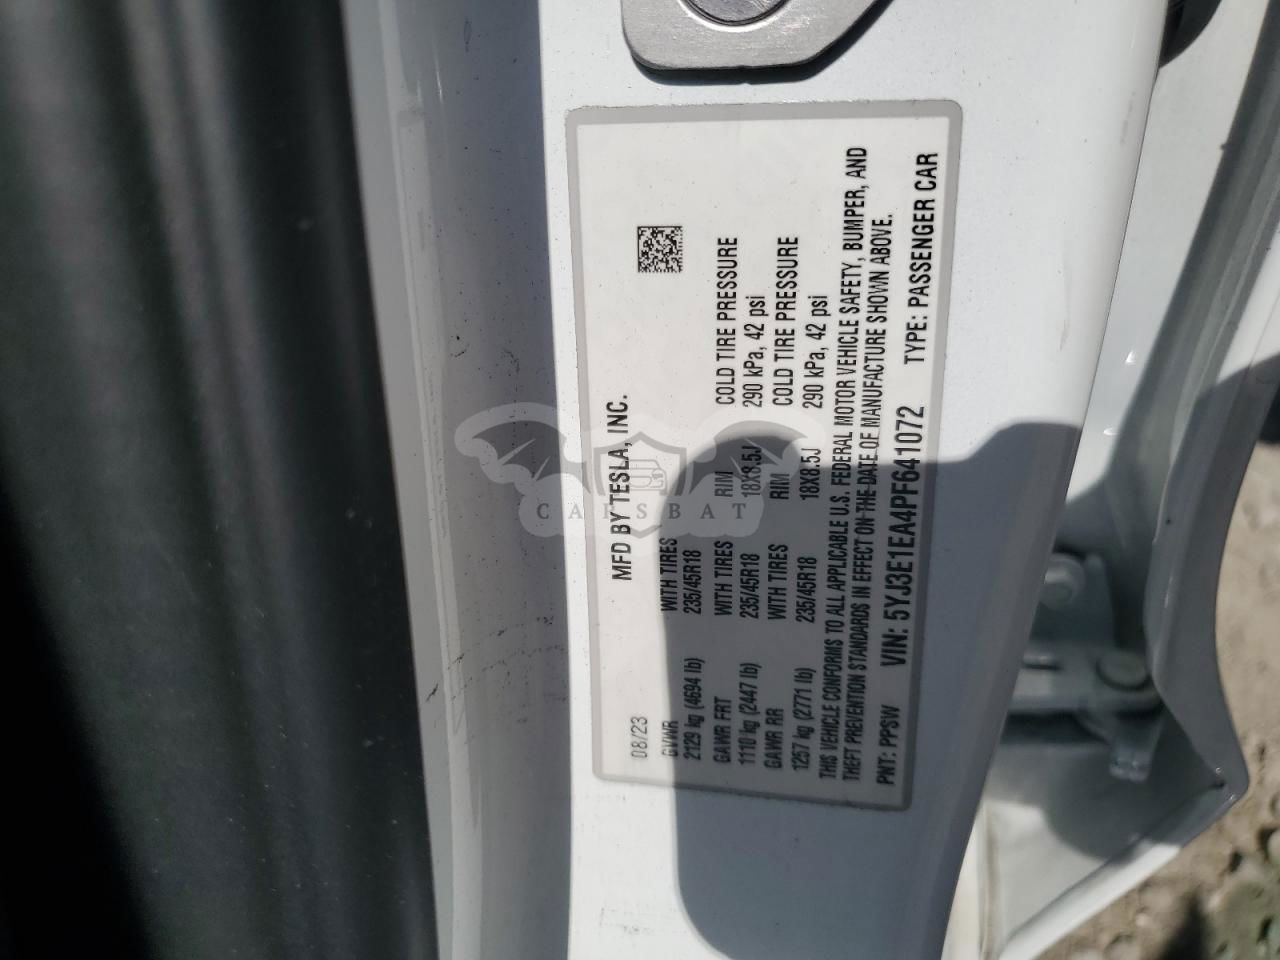 MFD BY TESLA, INC.
08/23
GVWR
2129 kg (4694 lb)
WITH TIRES
235/45R18
GAWR FRT
1110 kg (2447 lb)
WITH TIRES
235/45R18
RIM
18X8.5J
COLD TIRE PRESSURE
290 kPa, 42 psi
GAWR RR
1257 kg (2771 lb)
WITH TIRES
235/45R18
RIM
18X8.5J
COLD TIRE PRESSURE
290 kPa, 42 psi
THIS VEHICLE CONFORMS TO ALL APPLICABLE U.S. FEDERAL MOTOR VEHICLE SAFETY, BUMPER, AND
THEFT PREVENTION STANDARDS IN EFFECT ON THE DATE OF MANUFACTURE SHOWN ABOVE.
PNT: PPSW VIN: 5YJ3E1EA4PF641072 TYPE: PASSENGER CAR
CARSBAT